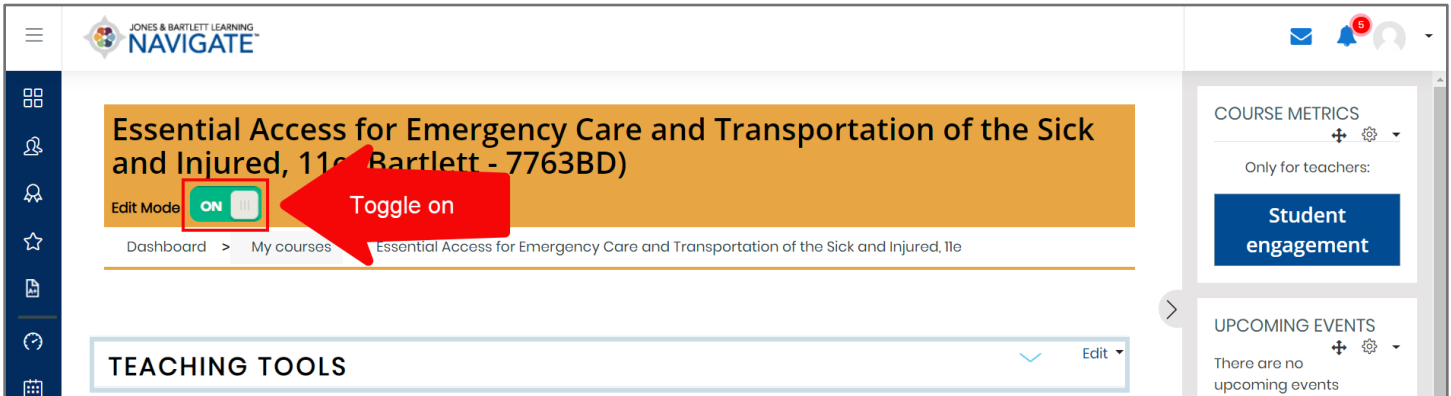 JONES & BARTLETT LEARNING
NAVIGATE™
5
Essential Access for Emergency Care and Transportation of the Sick
and Injured, 11e Bartlett - 7763BD)
Edit Mode ON
Toggle on
Dashboard > My courses Essential Access for Emergency Care and Transportation of the Sick and Injured, 11e
TEACHING TOOLS
Edit
COURSE METRICS
Only for teachers:
Student
engagement
UPCOMING EVENTS
There are no
upcoming events